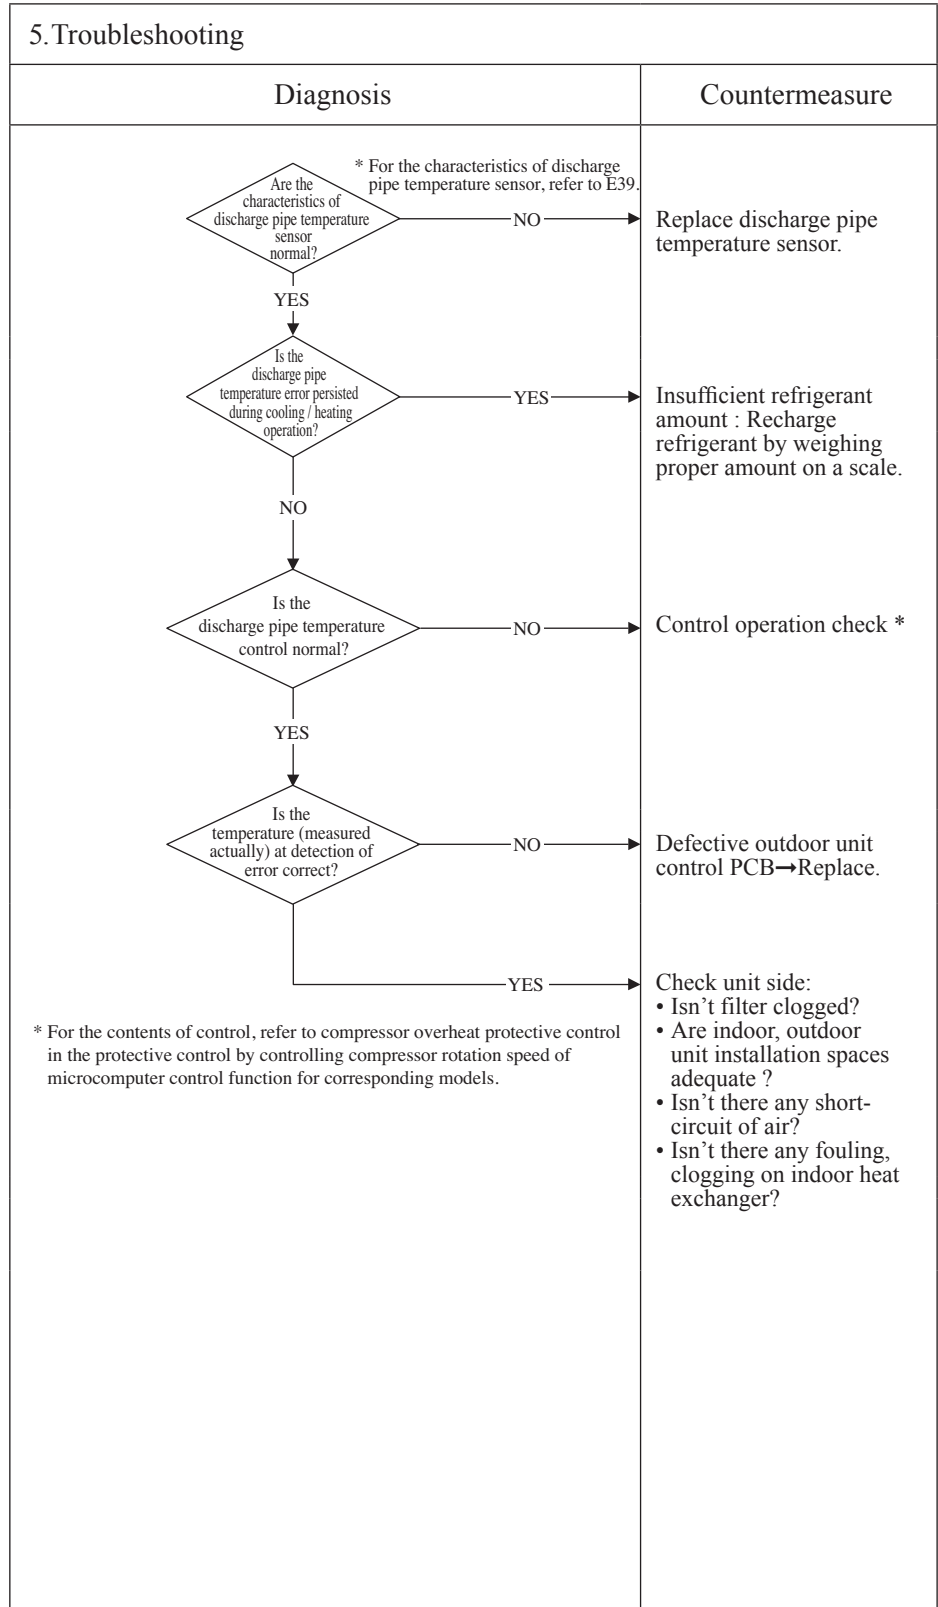 5.Troubleshooting
Diagnosis
Countermeasure
* For the characteristics of discharge
pipe temperature sensor, refer to E39.
Are the
characteristics of
discharge pipe temperature
sensor
normal?
NO
Replace discharge pipe
temperature sensor.
YES
Is the
discharge pipe
temperature error persisted
during cooling / heating
operation?
YES
Insufficient refrigerant
amount : Recharge
refrigerant by weighing
proper amount on a scale.
NO
Is the
discharge pipe temperature
control normal?
NO
Control operation check *
YES
Is the
temperature (measured
actually) at detection of
error correct?
NO
Defective outdoor unit
control PCB→Replace.
YES
Check unit side:
• Isn’t filter clogged?
• Are indoor, outdoor
unit installation spaces
adequate ?
• Isn’t there any short-
circuit of air?
• Isn’t there any fouling,
clogging on indoor heat
exchanger?
* For the contents of control, refer to compressor overheat protective control
in the protective control by controlling compressor rotation speed of
microcomputer control function for corresponding models.